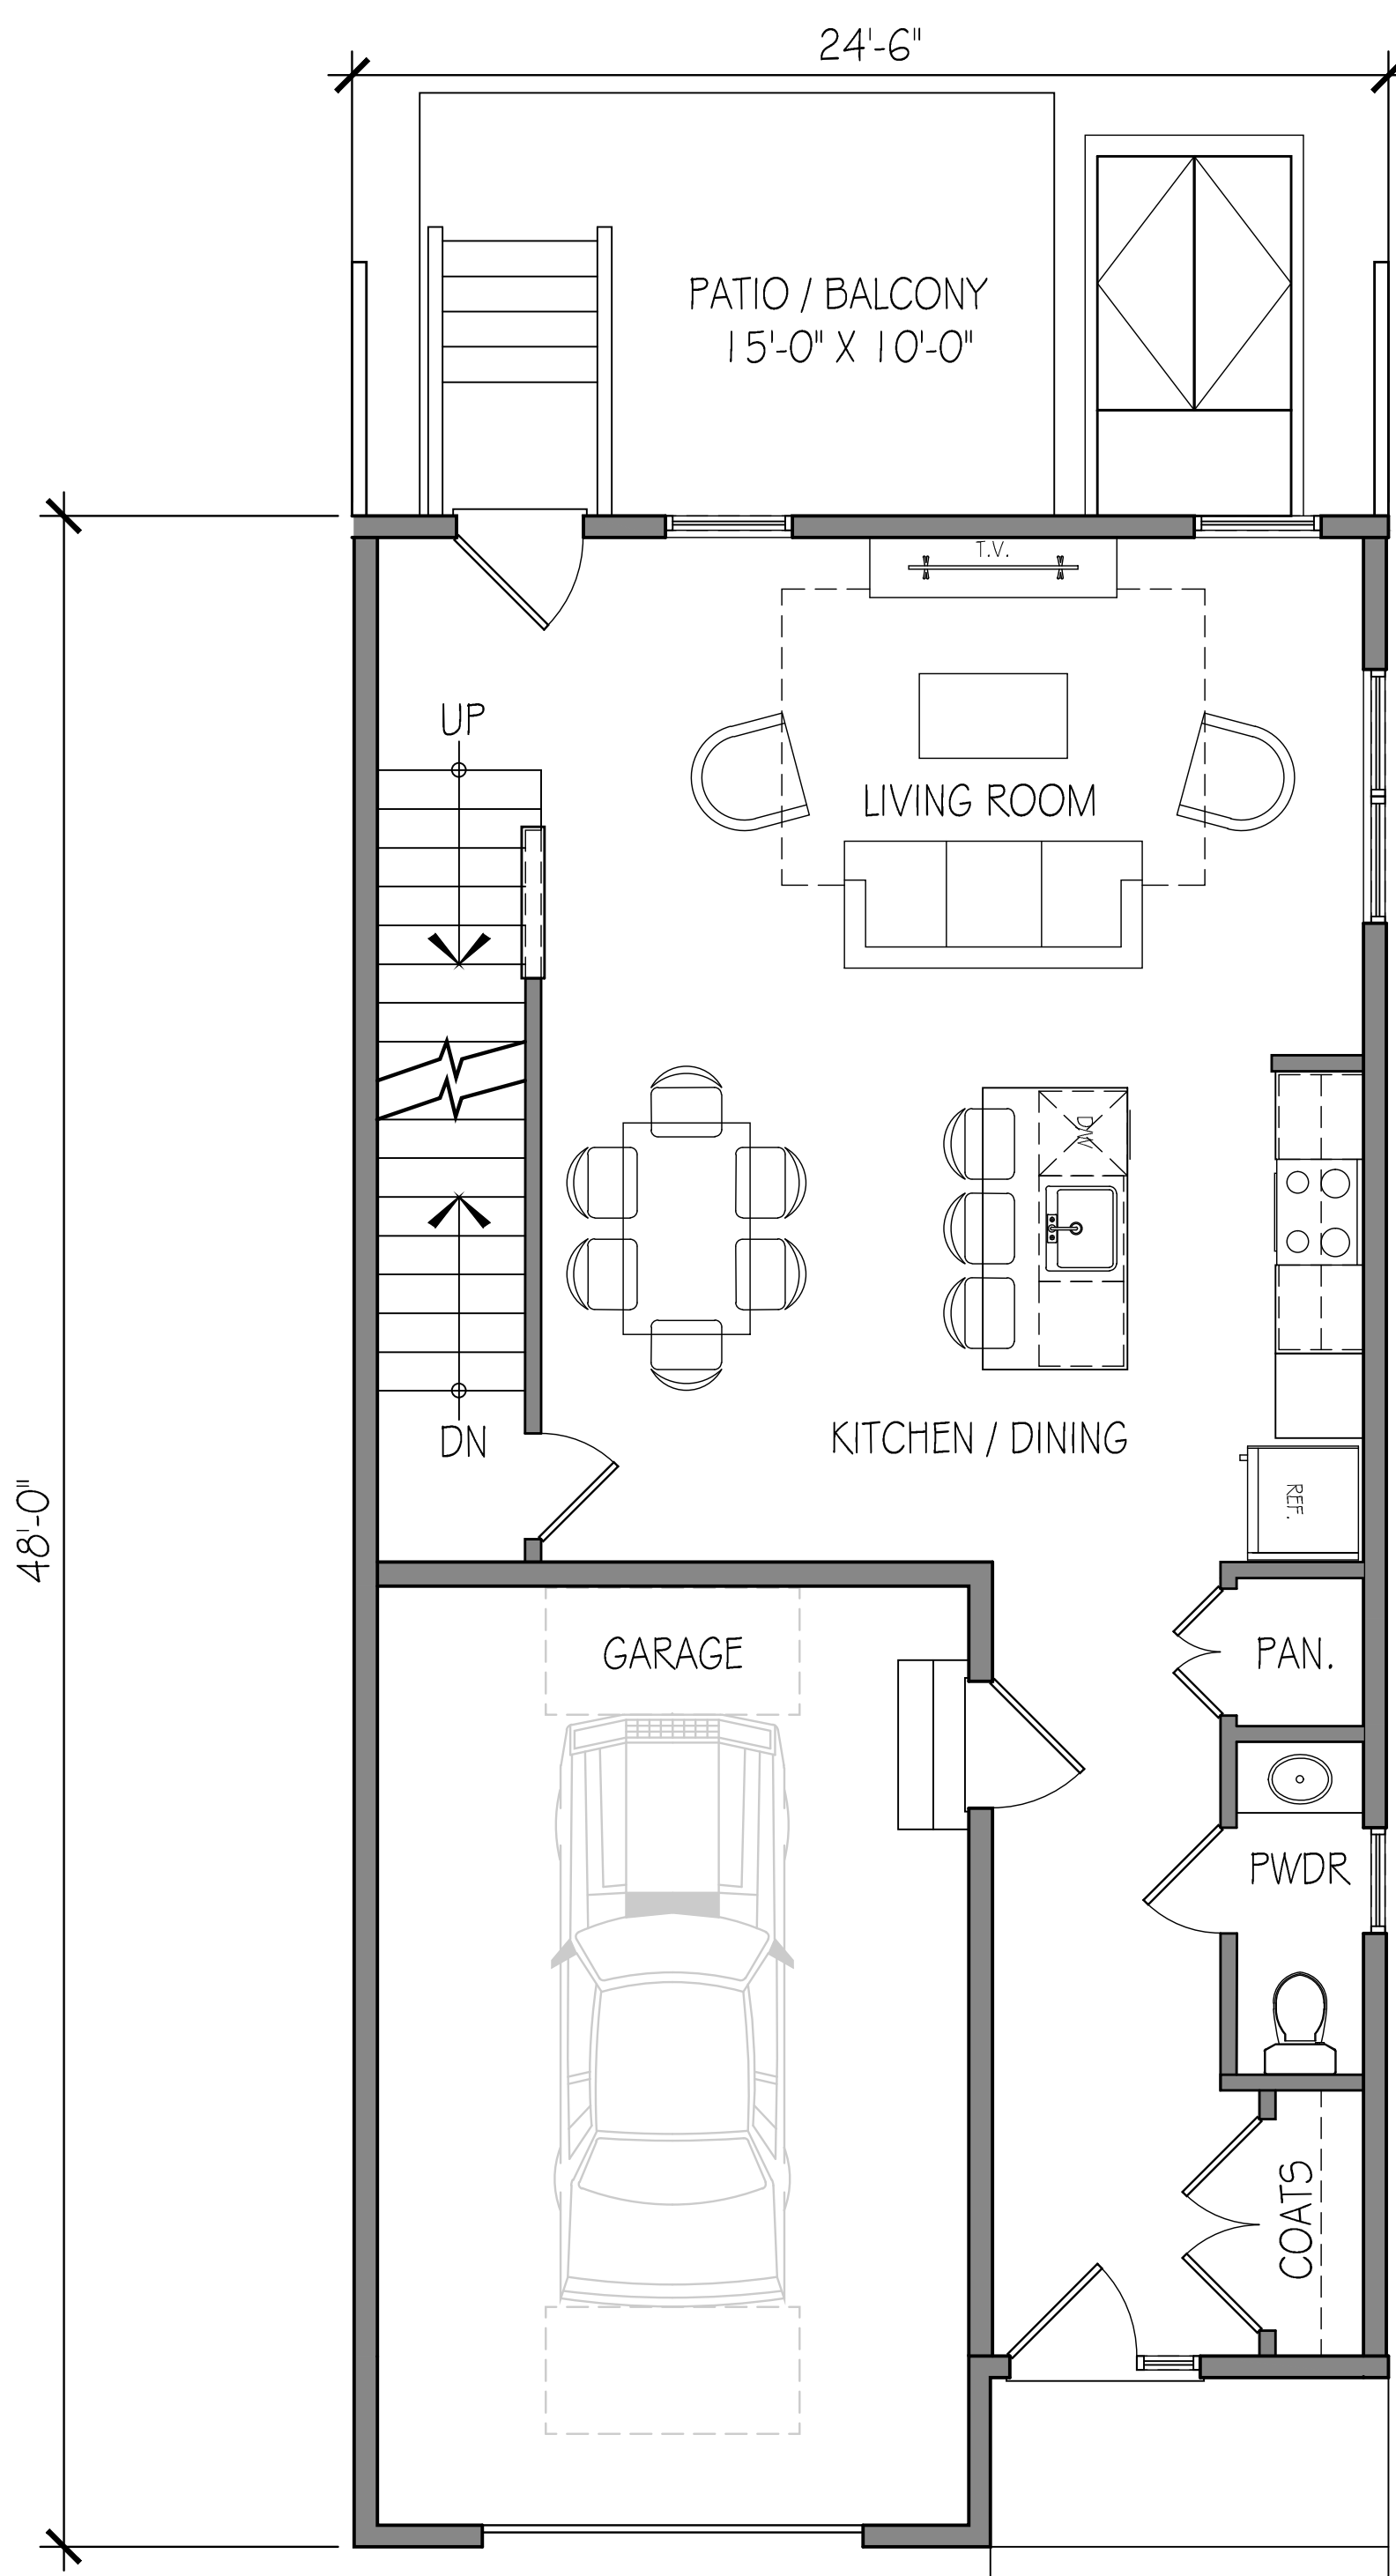 24'-6"
PATIO / BALCONY
15'-0" X 10'-0"
T.V.
UP
LIVING ROOM
DW
KITCHEN / DINING
DN
REF.
48'-0"
GARAGE
PAN.
PWDR
COATS